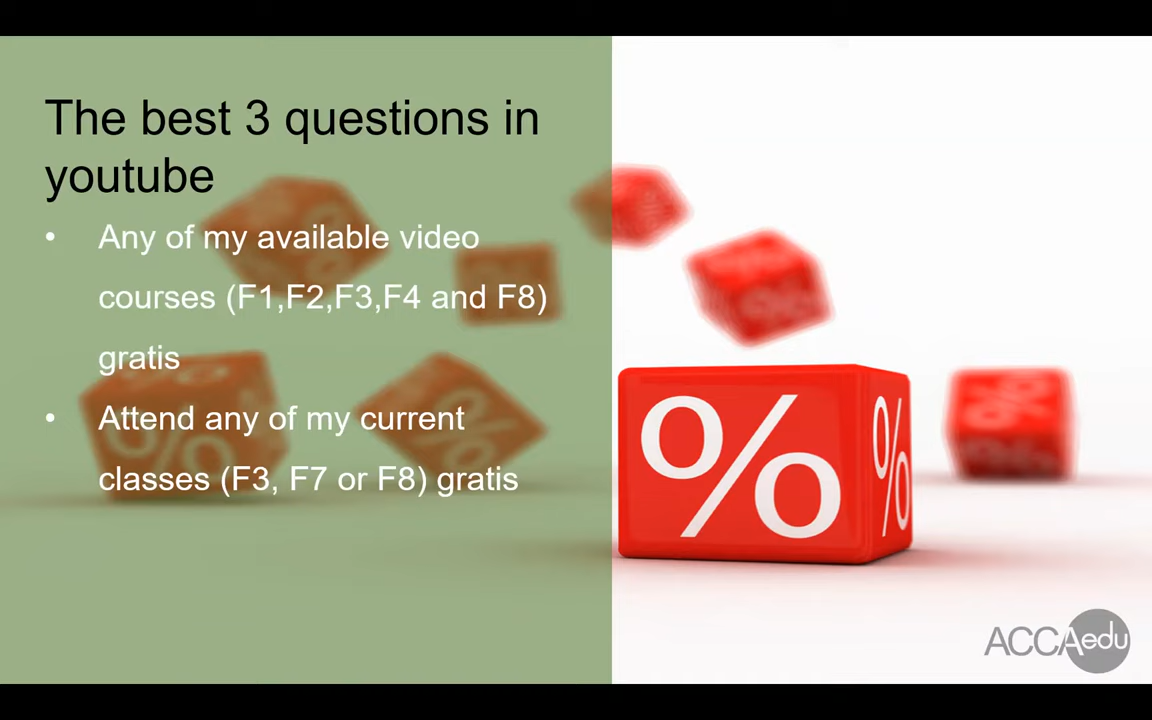 The best 3 questions in
youtube
• Any of my available video
courses (F1,F2,F3,F4 and F8)
gratis
• Attend any of my current
classes (F3, F7 or F8) gratis
% %
%
ACCAedu